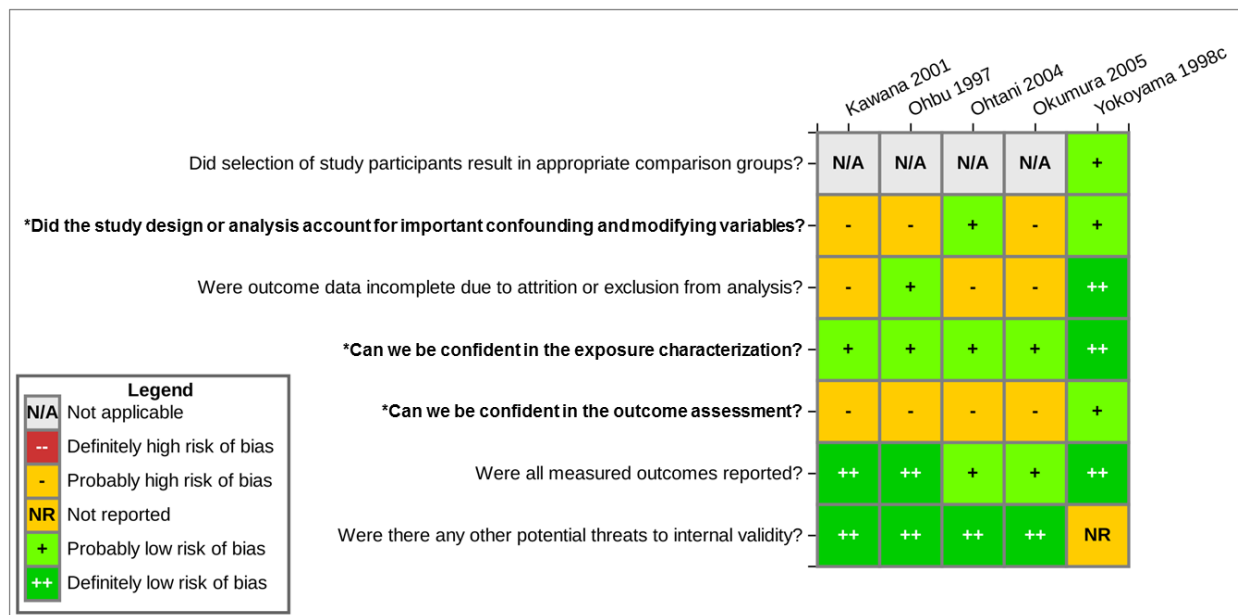 Kawana 2001
Ohbu 1997
Ohtani 2004
Okumura 2005
Yokoyama 1998c
Did selection of study participants result in appropriate comparison groups? N/A N/A N/A N/A +
*Did the study design or analysis account for important confounding and modifying variables? - - + - +
Were outcome data incomplete due to attrition or exclusion from analysis? - + - - ++
*Can we be confident in the exposure characterization? + + + + ++
*Can we be confident in the outcome assessment? - - - - +
Were all measured outcomes reported? ++ ++ + + ++
Were there any other potential threats to internal validity? ++ ++ ++ ++ NR
Legend
N/A Not applicable
-- Definitely high risk of bias
- Probably high risk of bias
NR Not reported
+ Probably low risk of bias
++ Definitely low risk of bias